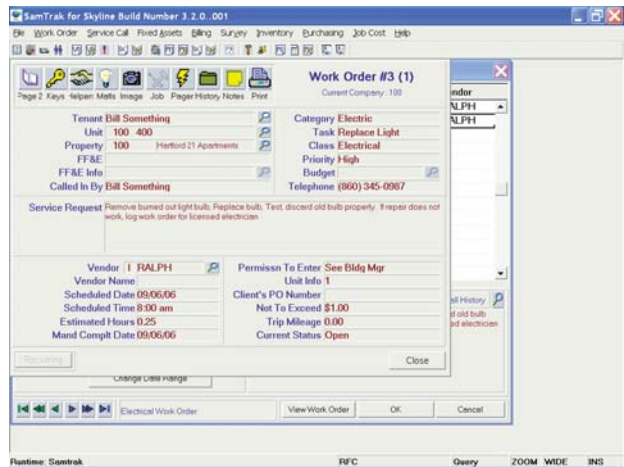 SamTrak for Skyline Build Number 3.2.0..001
File Work Order Service Call Fixed Assets Billing Survey Inventory Purchasing Job Cost Help
Work Order #3 (1)
Current Company : 100
Page 2 Keys Helpen Matls Image Job Pager History Notes Print
ndor
ALPH
ALPH
Tenant Bill Something
Category Electric
Unit 100 400
Task Replace Light
Property 100 Hartford 21 Apartments
Class Electrical
FF&E
Priority High
FF&E Info
Budget
Called In By Bill Something
Telephone (860) 345-0987
Service Request Remove burned out light bulb, Replace bulb. Test, discard old bulb properly. If repair does not
work, log work order for licensed electrician
Vendor 1 RALPH
Permissn To Enter See Bldg Mgr
Vendor Name
Unit Info 1
Scheduled Date 09/06/06
Client's PO Number
Scheduled Time 8:00 am
Not To Exceed $1.00
Estimated Hours 0.25
Trip Mileage 0.00
Mand Complt Date 09/06/06
Current Status Open
all History
d old bulb
ed electrician
Recurring
Close
Change Date Range
Electrical Work Order
View Work Order
OK
Cancel
Runtime: Samtrak
RFC
Query
ZOOM WIDE
INS